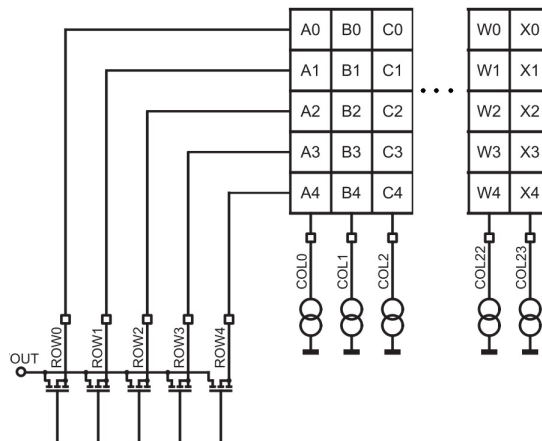 A0 B0 C0 W0 X0
A1 B1 C1 W1 X1
A2 B2 C2 W2 X2
A3 B3 C3 W3 X3
A4 B4 C4 W4 X4
COL0 COL1 COL2 COL22 COL23
ROW0 ROW1 ROW2 ROW3 ROW4
OUT